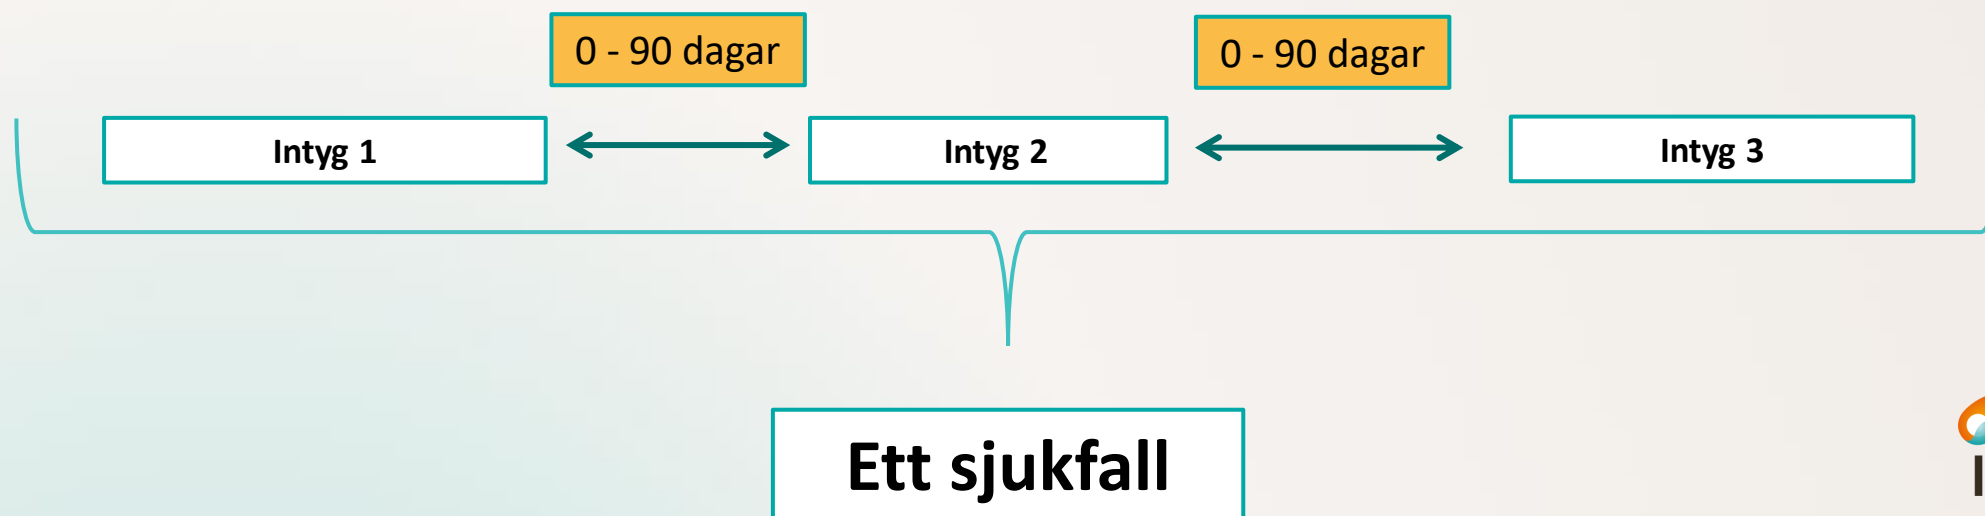 0 - 90 dagar
0 - 90 dagar
Intyg 1
Intyg 2
Intyg 3
Ett sjukfall